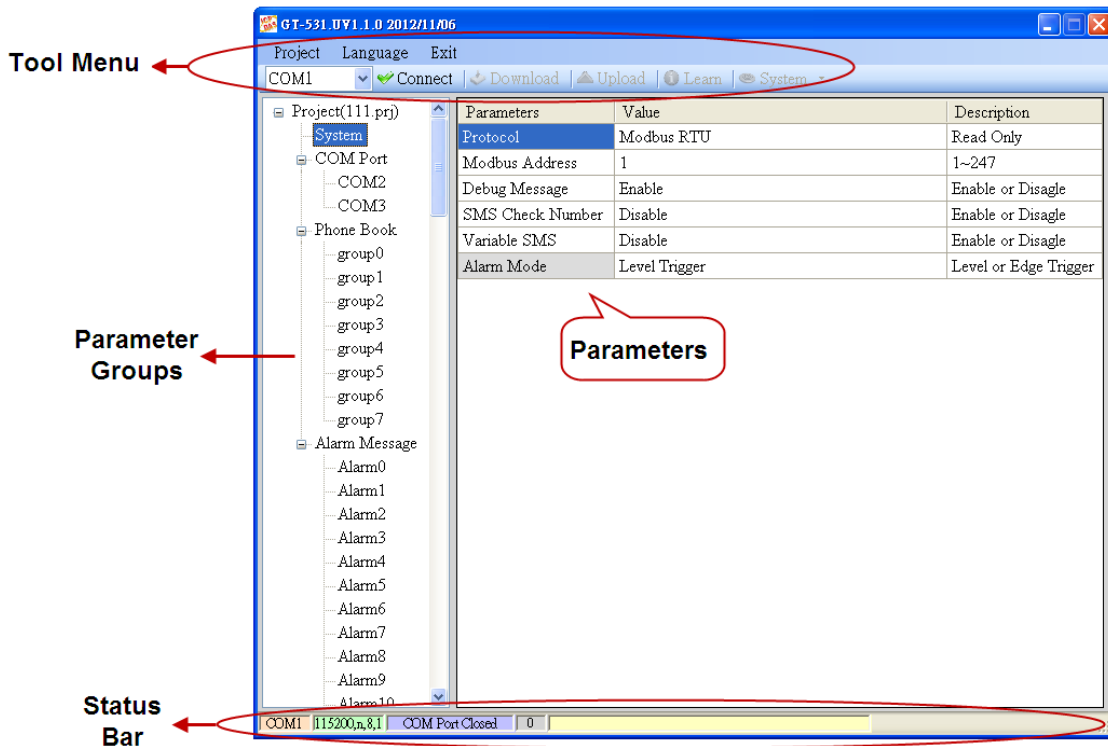 GT-531.UV1.1.0 2012/11/06
Project Language Exit
Tool Menu
COM1 Connect Download Upload Learn System
Project(111.prj)
System
COM Port
COM2
COM3
Phone Book
group0
group1
group2
group3
group4
group5
group6
group7
Alarm Message
Alarm0
Alarm1
Alarm2
Alarm3
Alarm4
Alarm5
Alarm6
Alarm7
Alarm8
Alarm9
Alarm10
Parameters Value Description
Protocol Modbus RTU Read Only
Modbus Address 1 1~247
Debug Message Enable Enable or Disagle
SMS Check Number Disable Enable or Disagle
Variable SMS Disable Enable or Disagle
Alarm Mode Level Trigger Level or Edge Trigger
Parameters
Parameter
Groups
Status
Bar
COM1 115200,n,8,1 COM Port Closed 0